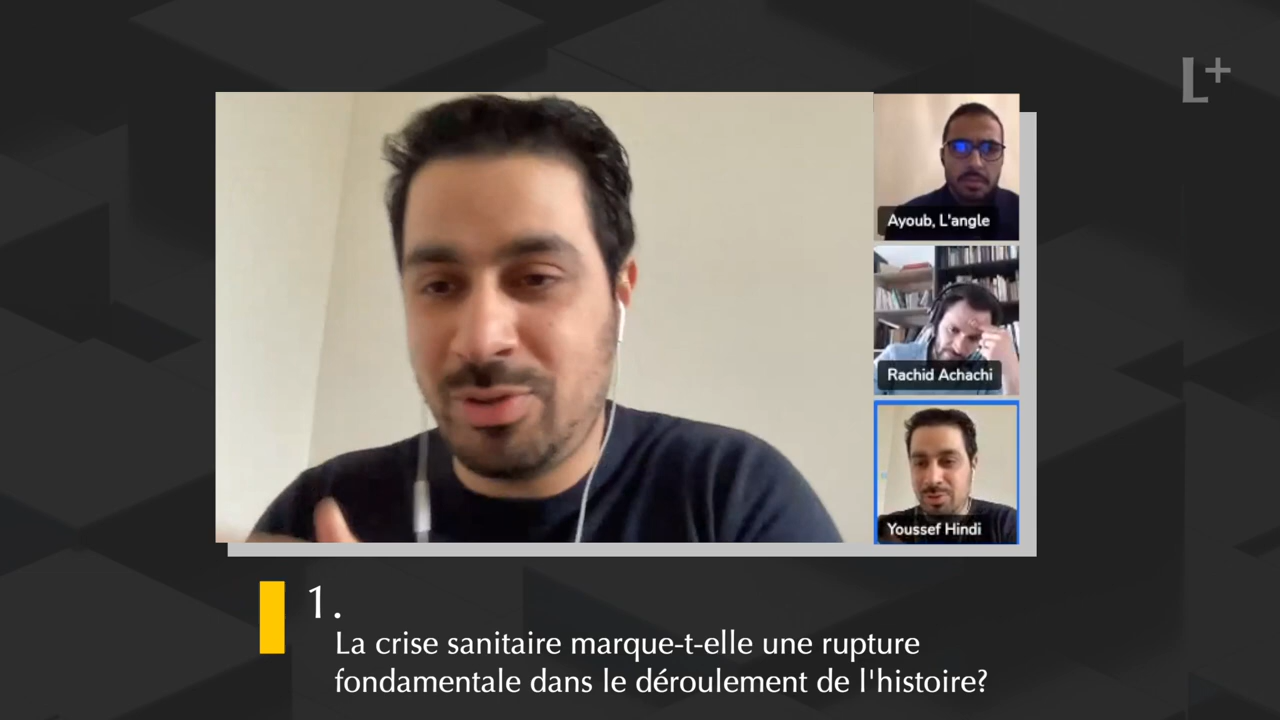 L+
Ayoub, L'angle
Rachid Achachi
Youssef Hindi
1.
La crise sanitaire marque-t-elle une rupture
fondamentale dans le déroulement de l'histoire?